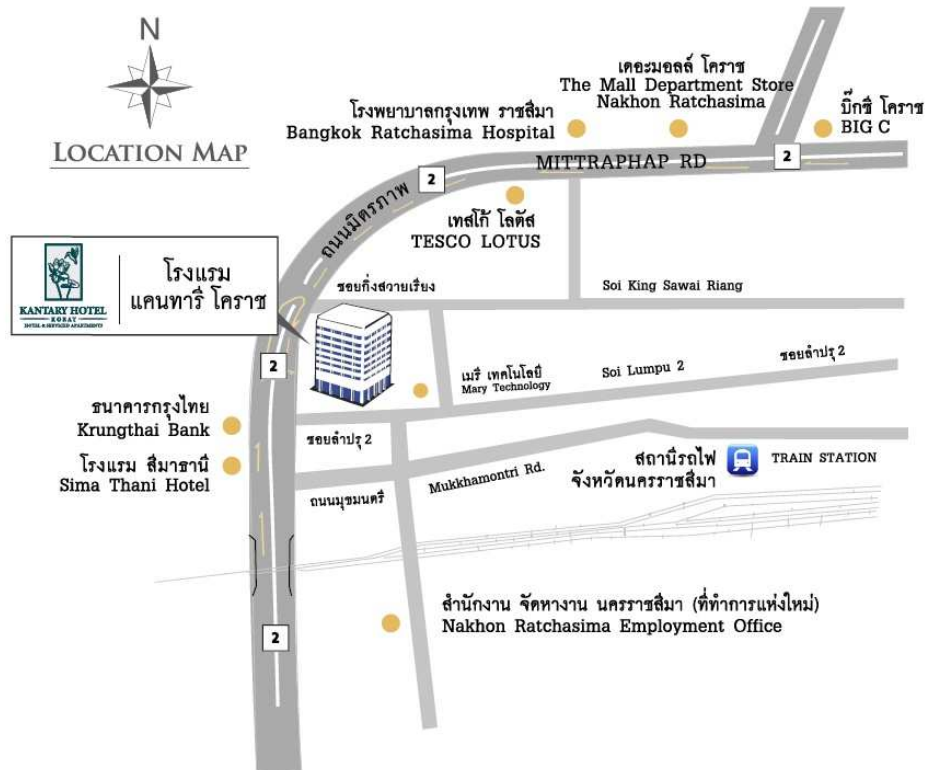 N
LOCATION MAP
เดอะมอลล์ โคราช
The Mall Department Store
Nakhon Ratchasima
โรงพยาบาลกรุงเทพ ราชสีมา
Bangkok Ratchasima Hospital
บิ๊กซี โคราช
BIG C
2
MITTRAPHAP RD
2
ถนนมิตรภาพ
เทสโก้ โลตัส
TESCO LOTUS
KANTARY HOTEL
KORAT
HOTEL & SERVICED APARTMENTS
โรงแรม
แคนทารี โคราช
ซอยกิ่งสวายเรียง
Soi King Sawai Riang
2
เมรี่ เทคโนโลยี
Mary Technology
Soi Lumpu 2
ซอยลำปรุ 2
ธนาคารกรุงไทย
Krungthai Bank
ซอยลำปรุ 2
โรงแรม สีมาธานี
Sima Thani Hotel
ถนนมุขมนตรี
Mukkhamontri Rd.
สถานีรถไฟ
จังหวัดนครราชสีมา
TRAIN STATION
สำนักงาน จัดหางาน นครราชสีมา (ที่ทำการแห่งใหม่)
Nakhon Ratchasima Employment Office
2